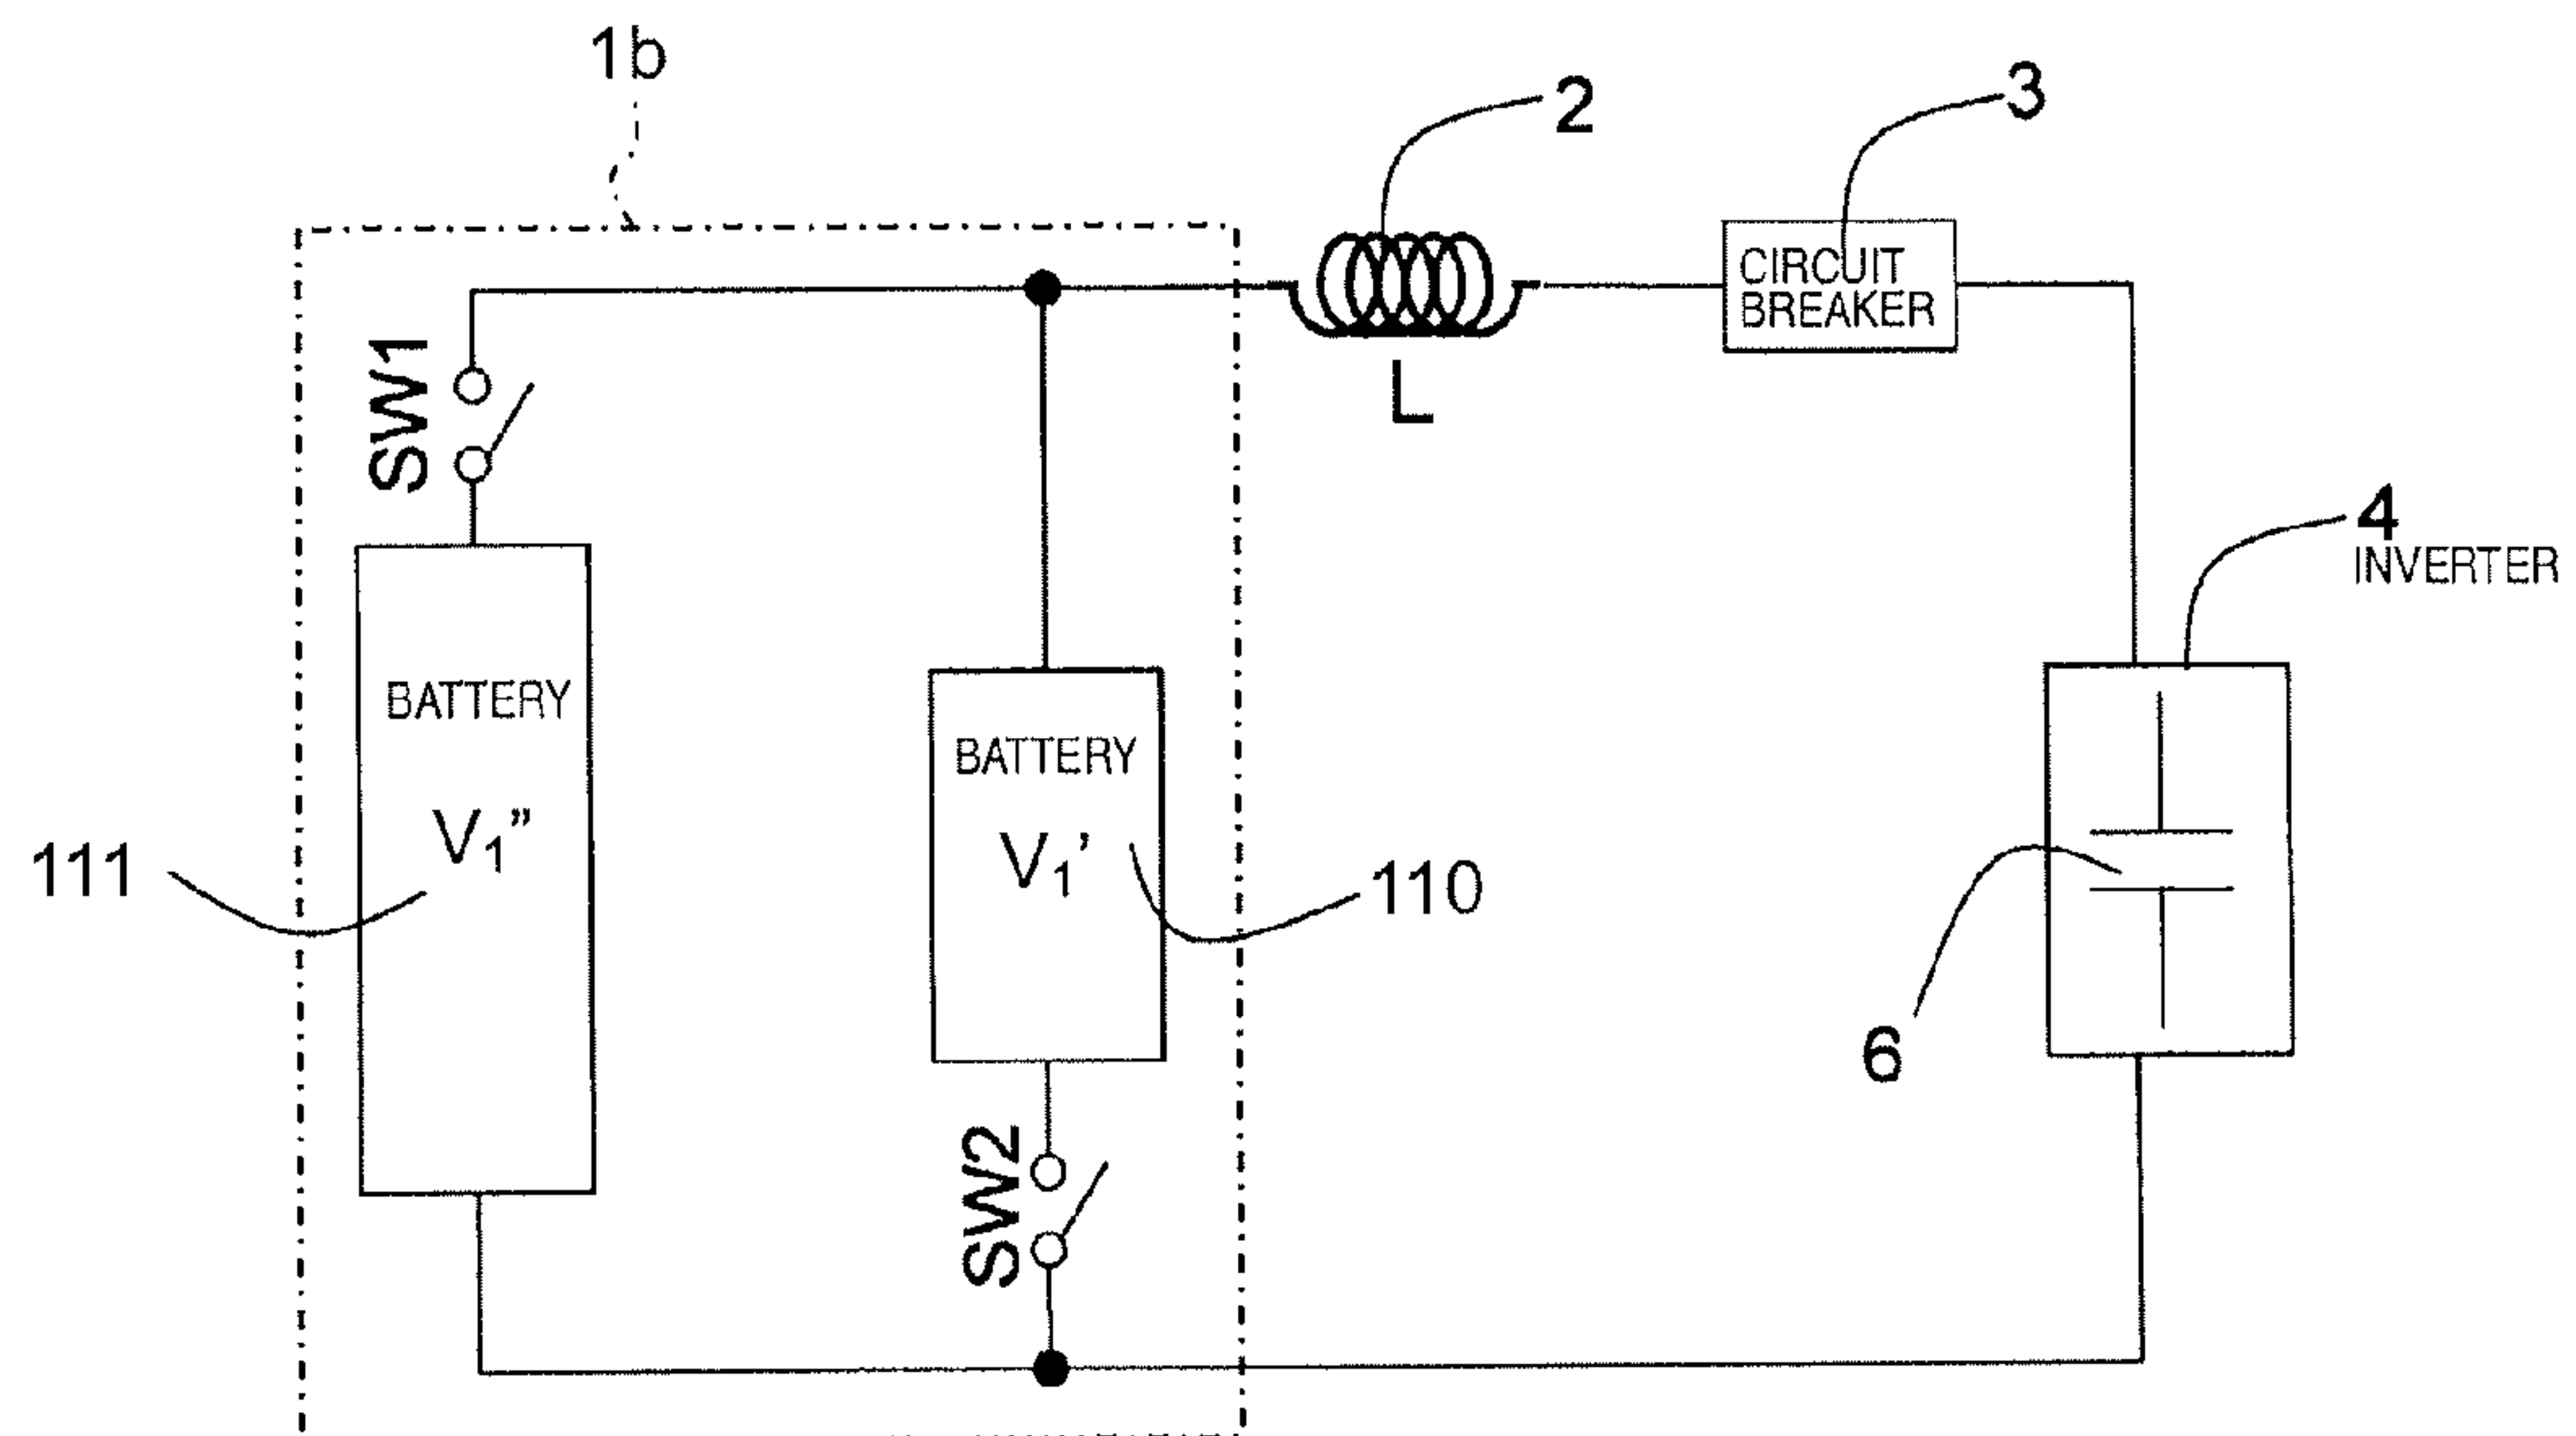 1b
2
3
CIRCUIT
BREAKER
SW1
L
4
INVERTER
BATTERY
V₁”
BATTERY
V₁’
111
110
6
SW2